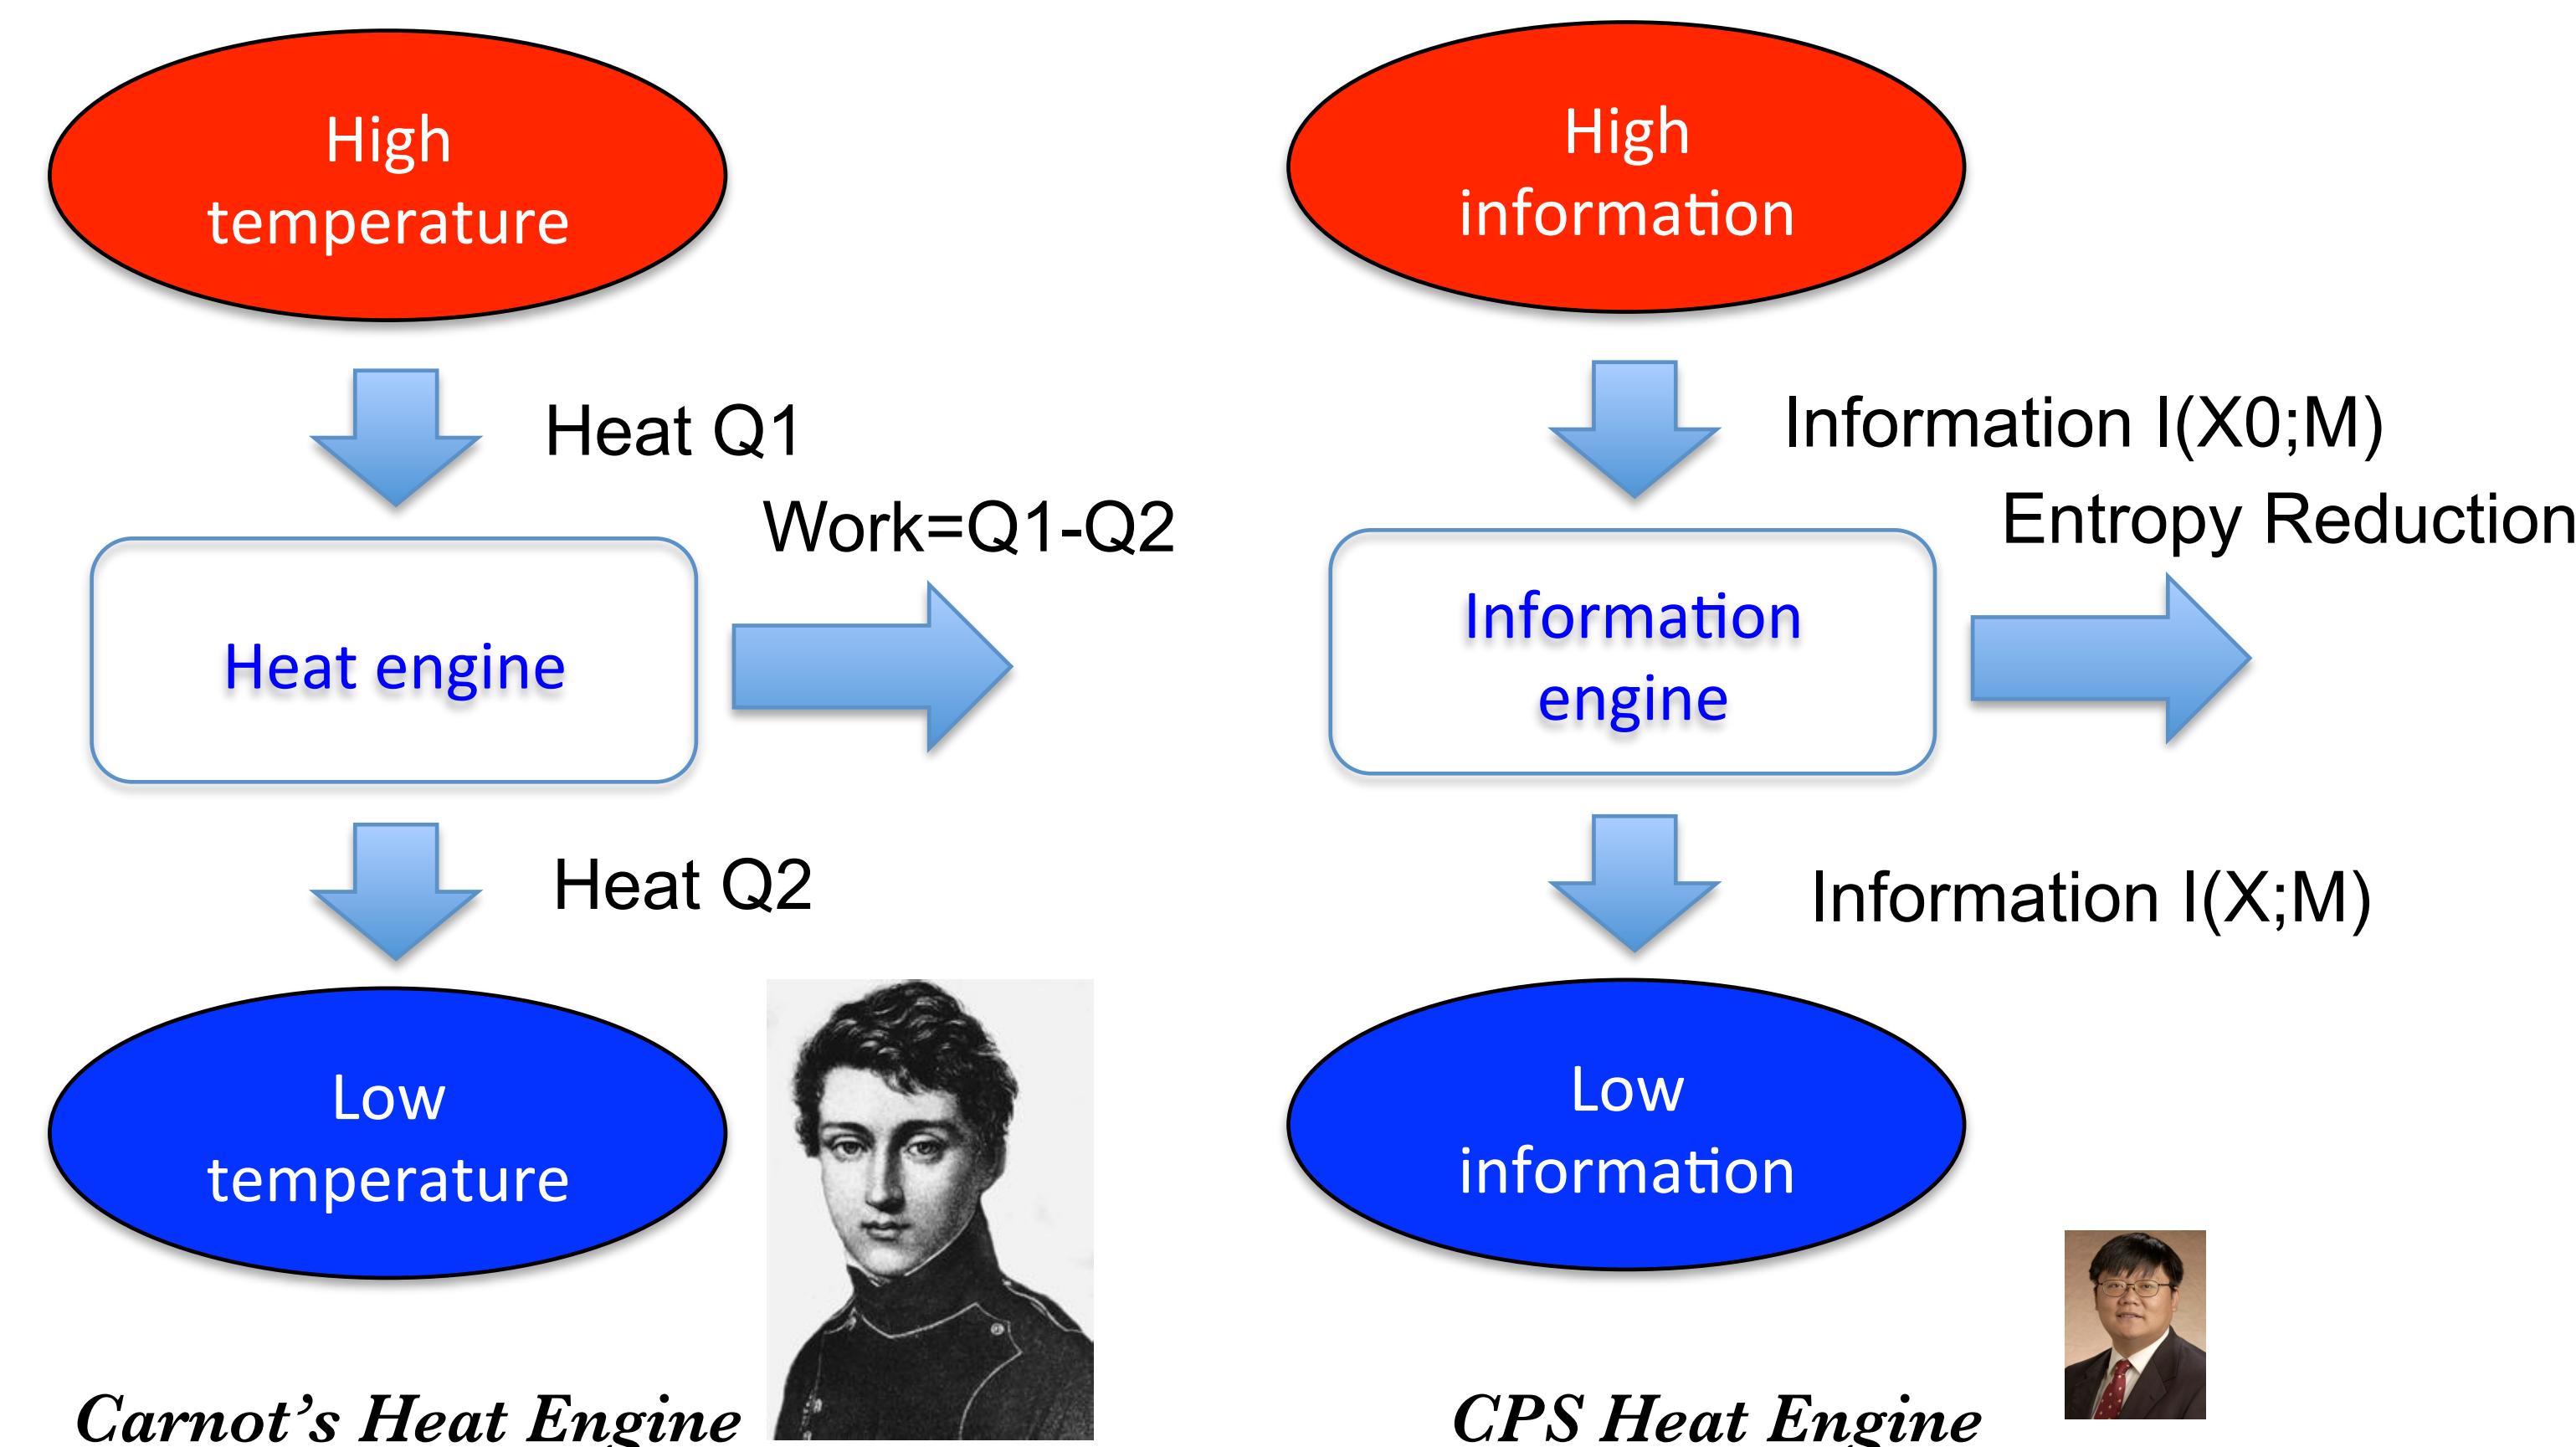 High
temperature
Heat Q1
Work=Q1-Q2
Heat engine
Heat Q2
Low
temperature
Carnot’s Heat Engine
High
information
Information I(X0;M)
Entropy Reduction
Information
engine
Information I(X;M)
Low
information
CPS Heat Engine